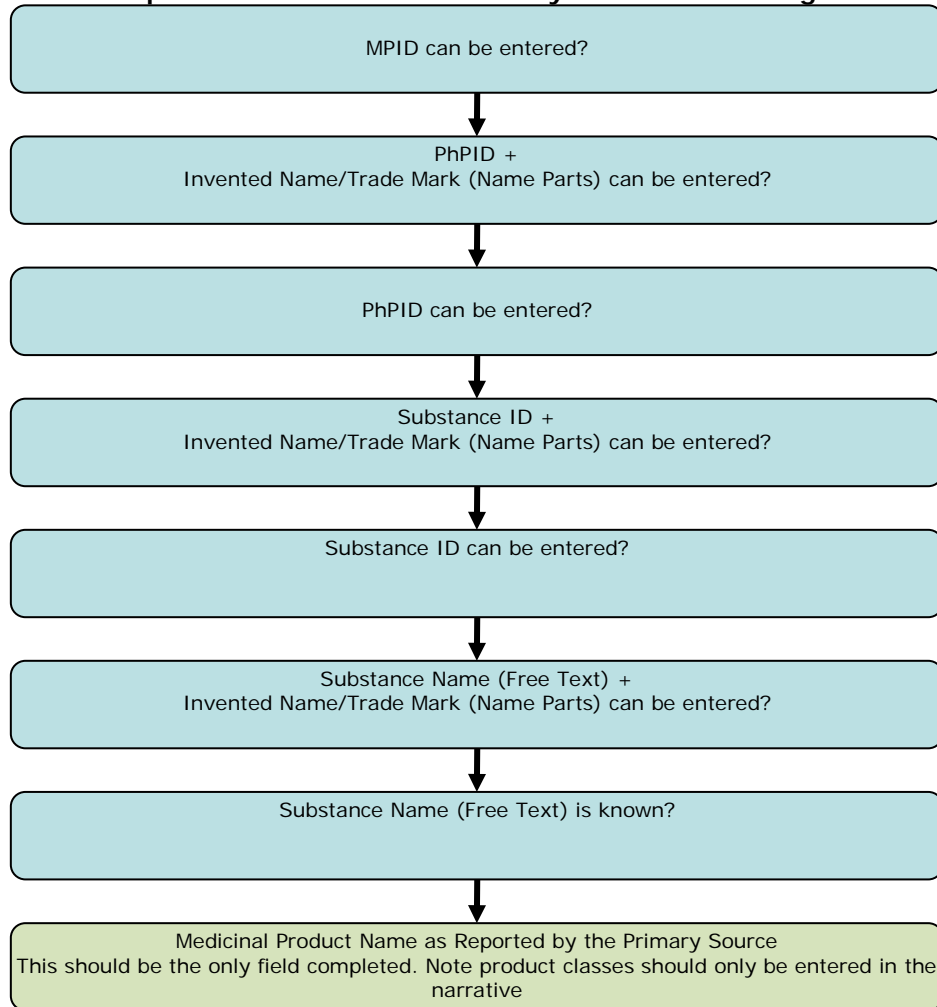 MPID can be entered?
PhPID +
Invented Name/Trade Mark (Name Parts) can be entered?
PhPID can be entered?
Substance ID +
Invented Name/Trade Mark (Name Parts) can be entered?
Substance ID can be entered?
Substance Name (Free Text) +
Invented Name/Trade Mark (Name Parts) can be entered?
Substance Name (Free Text) is known?
Medicinal Product Name as Reported by the Primary Source
This should be the only field completed. Note product classes should only be entered in the
narrative